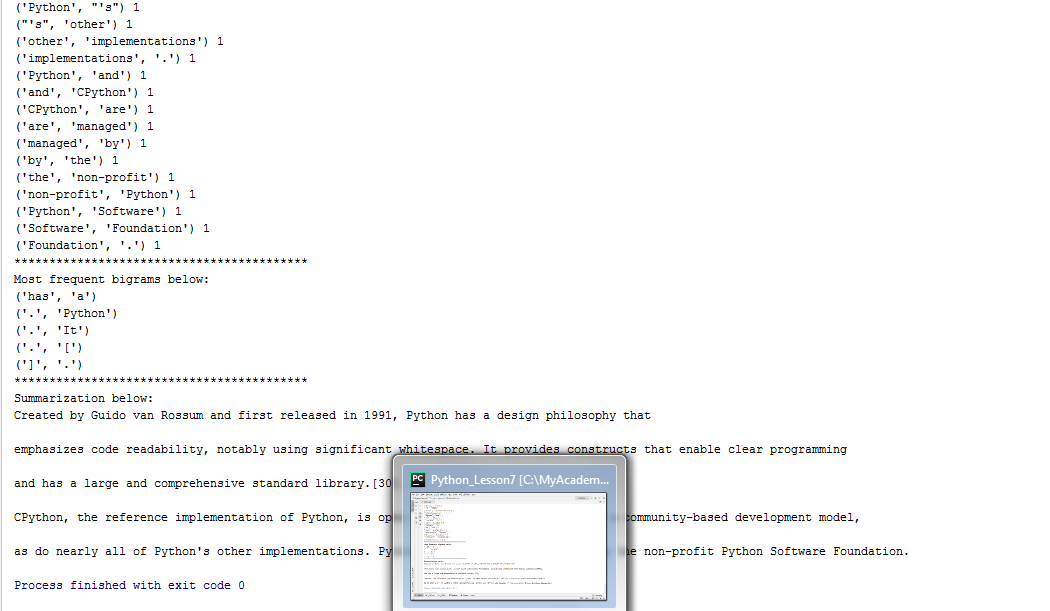 ('Python', "'s") 1
("'s", 'other') 1
('other', 'implementations') 1
('implementations', '.') 1
('Python', 'and') 1
('and', 'CPython') 1
('CPython', 'are') 1
('are', 'managed') 1
('managed', 'by') 1
('by', 'the') 1
('the', 'non-profit') 1
('non-profit', 'Python') 1
('Python', 'Software') 1
('Software', 'Foundation') 1
('Foundation', '.') 1
******************************************
Most frequent bigrams below:
('has', 'a')
('.', 'Python')
('.', 'It')
('.', '[')
(']', '.')
******************************************
Summarization below:
Created by Guido van Rossum and first released in 1991, Python has a design philosophy that
emphasizes code readability, notably using significant whitespace. It provides constructs that enable clear programming
and has a large and comprehensive standard library.[30
PC Python_Lesson7 [C:\MyAcadem...
CPython, the reference implementation of Python, is op community-based development model,
as do nearly all of Python's other implementations. Py e non-profit Python Software Foundation.
Process finished with exit code 0